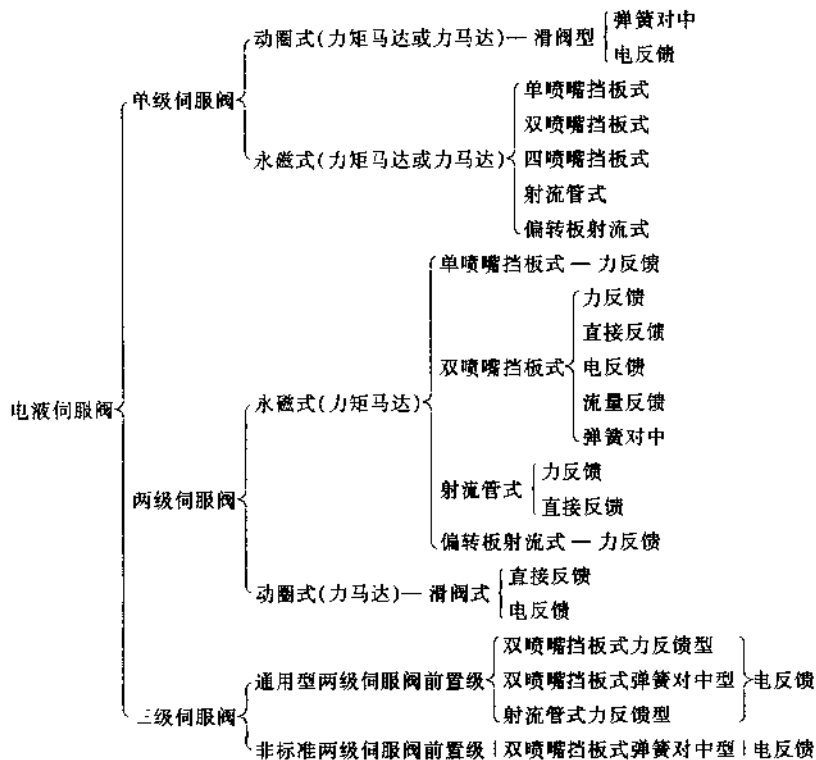 动圈式(力矩马达或力马达)— 滑阀型
弹簧对中
电反馈
单级伺服阀
永磁式(力矩马达或力马达)
单喷嘴挡板式
双喷嘴挡板式
四喷嘴挡板式
射流管式
偏转板射流式
电液伺服阀
两级伺服阀
永磁式(力矩马达)
单喷嘴挡板式 — 力反馈
双喷嘴挡板式
力反馈
直接反馈
电反馈
流量反馈
弹簧对中
射流管式
力反馈
直接反馈
偏转板射流式 — 力反馈
动圈式(力马达)— 滑阀式
直接反馈
电反馈
三级伺服阀
通用型两级伺服阀前置级
双喷嘴挡板式力反馈型
双喷嘴挡板式弹簧对中型
射流管式力反馈型
电反馈
非标准两级伺服阀前置级
双喷嘴挡板式弹簧对中型
电反馈